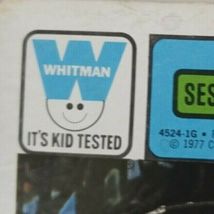 WHITMAN
IT'S KID TESTED
SES
4524-1G •
© 1977 C